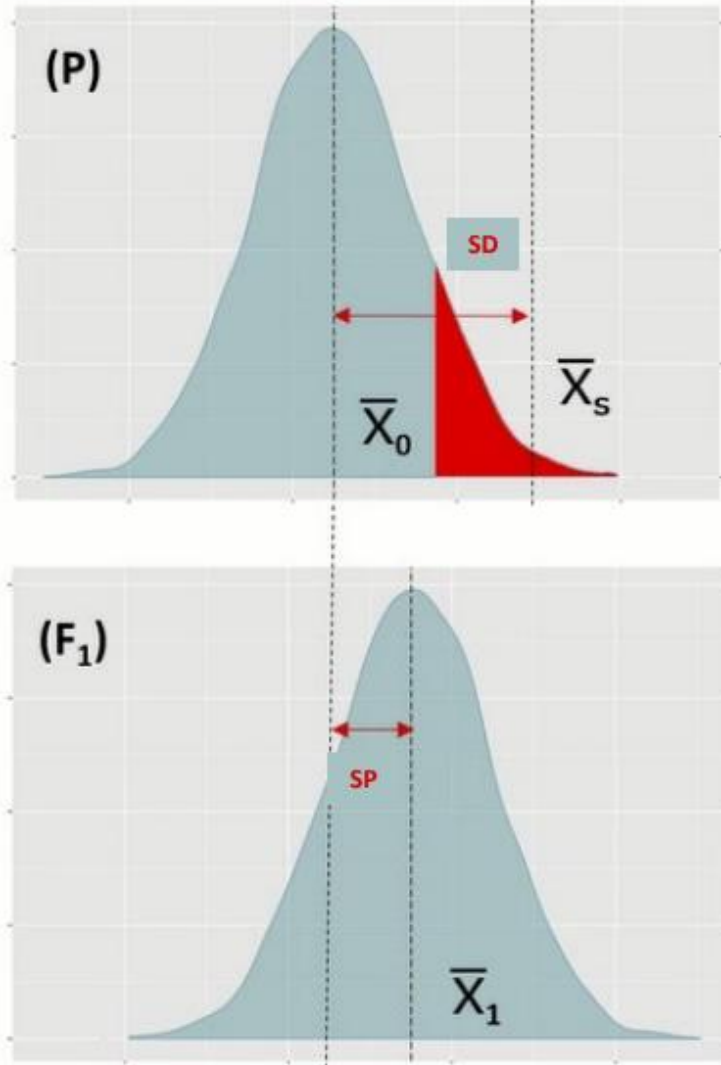 (P)
SD
X̅₀
X̅ₛ
(F₁)
SP
X̅₁